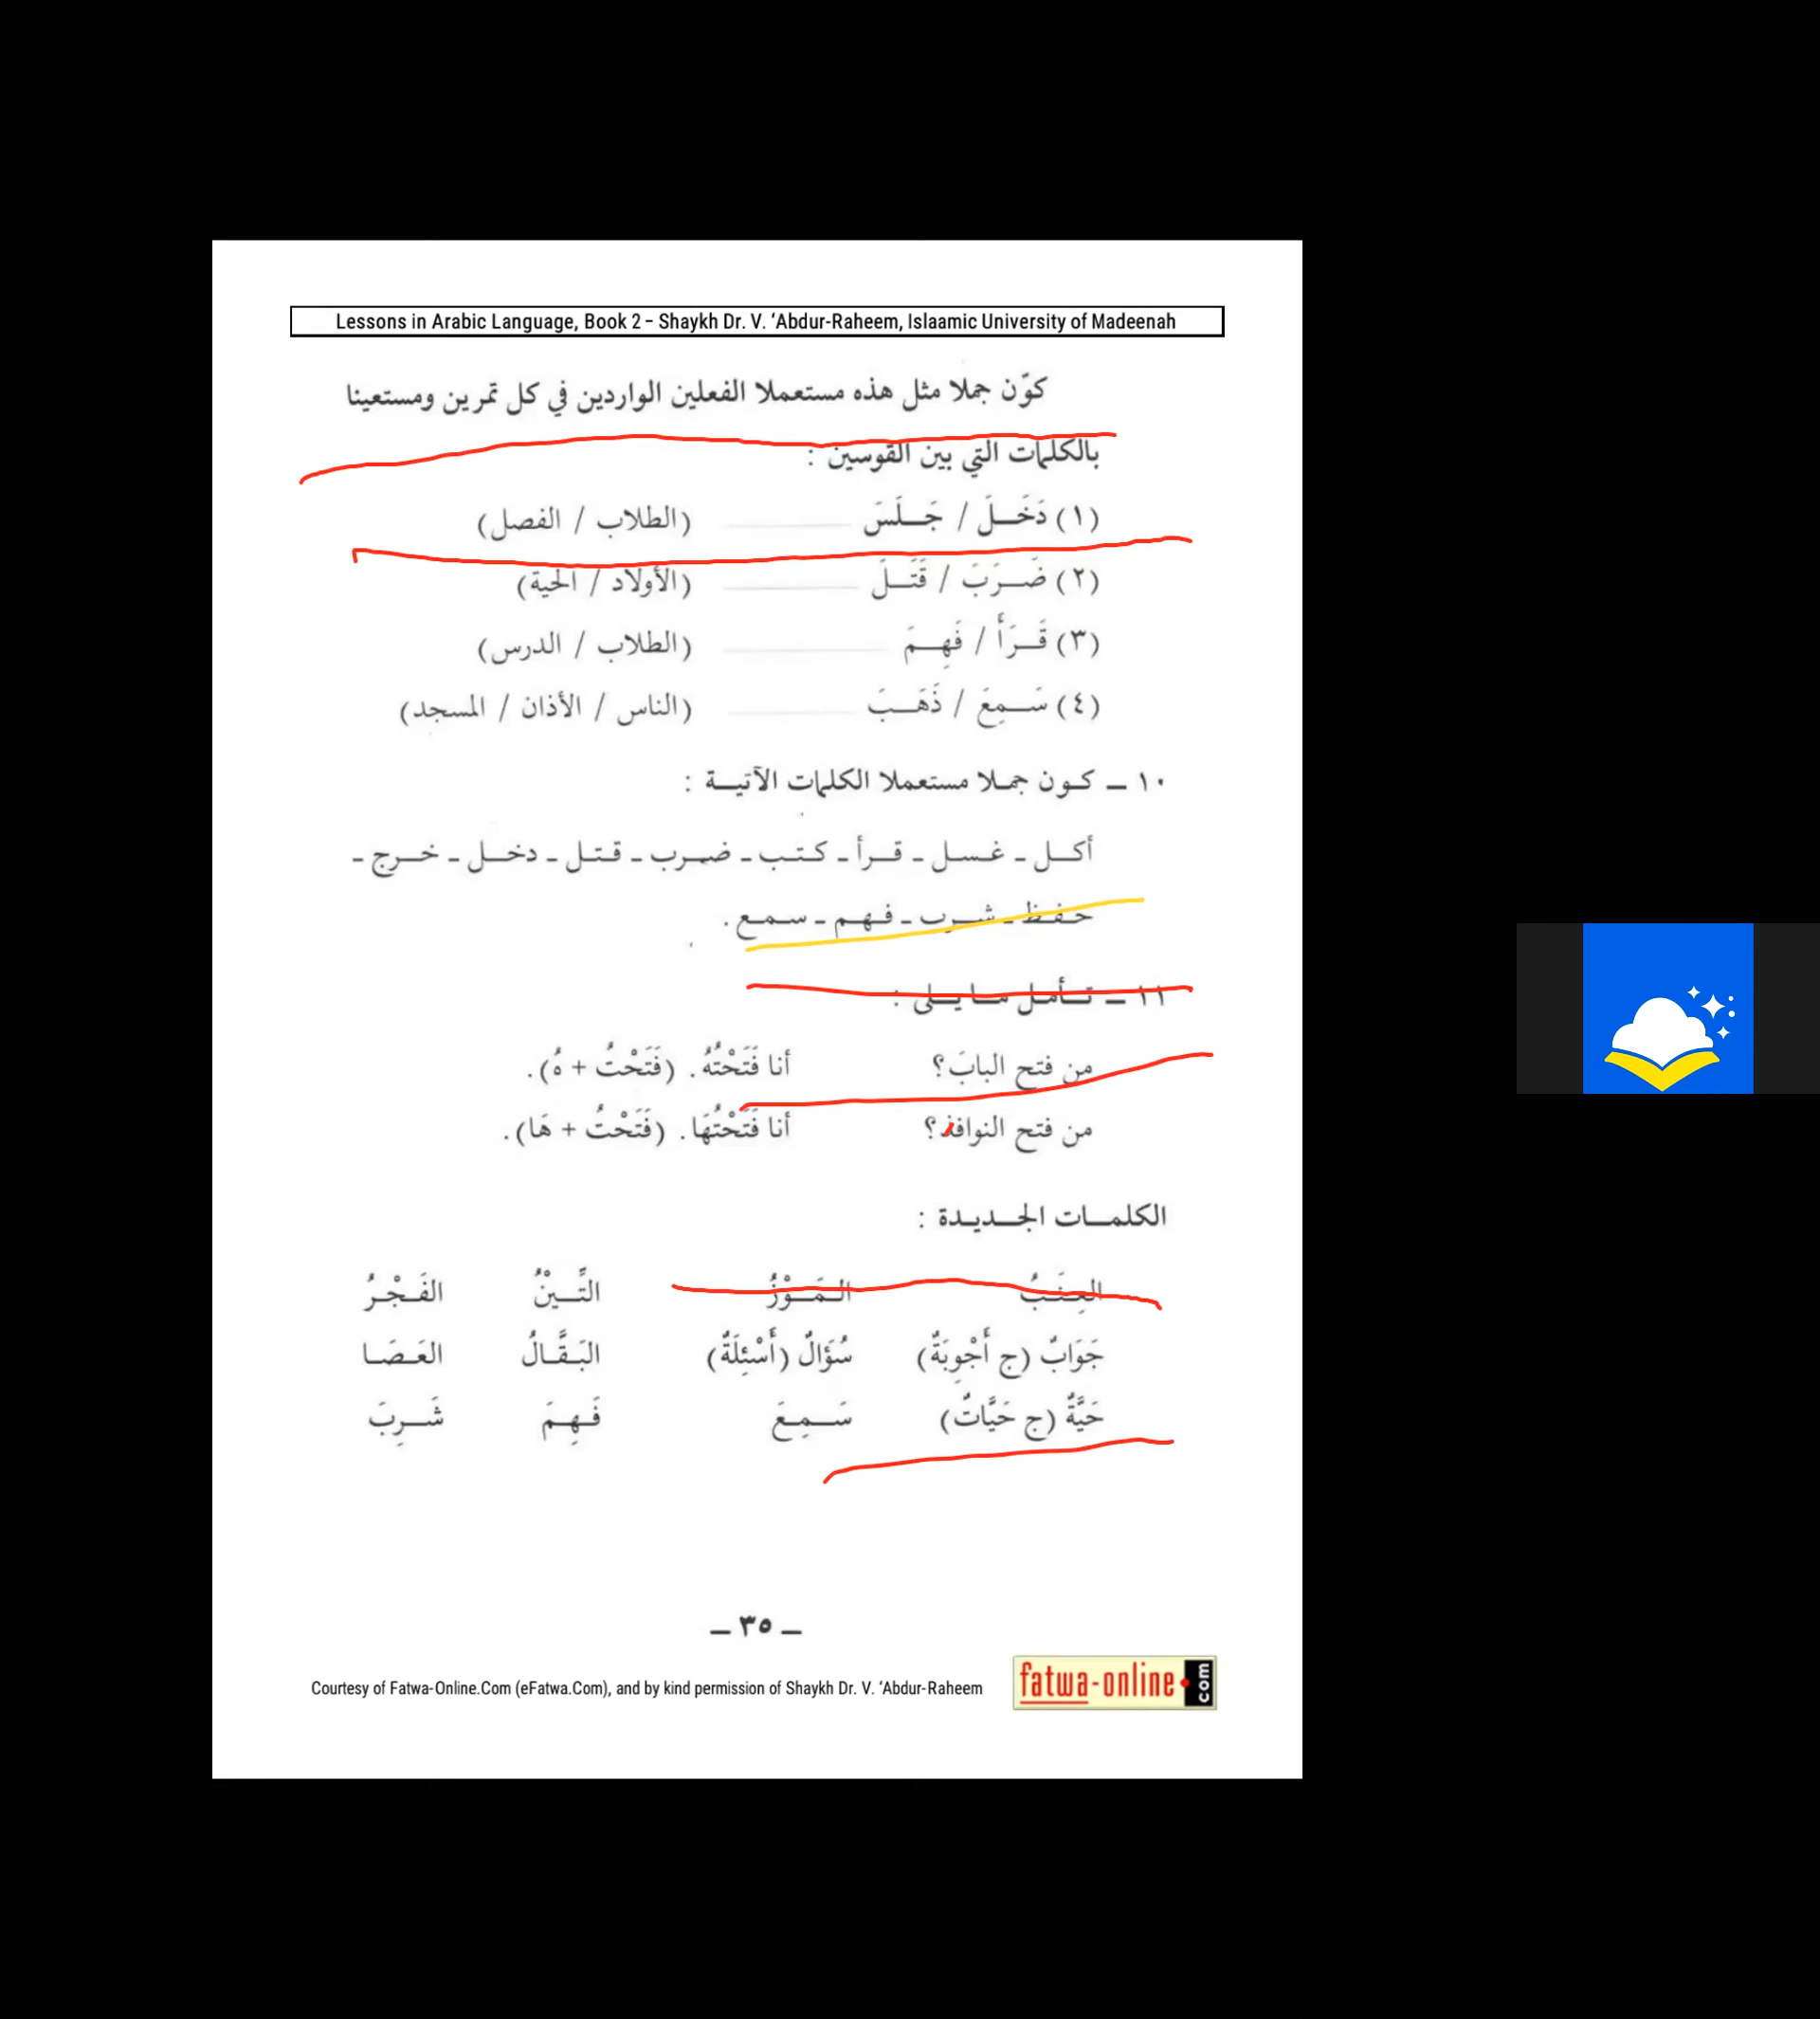 Lessons in Arabic Language, Book 2 – Shaykh Dr. V. ‘Abdur-Raheem, Islaamic University of Madeenah
كوّن جملا مثل هذه مستعملا الفعلين الواردين في كل تمرين ومستعينا
بالكلمات التي بين القوسين :
(١) دَخَلَ / جَلَسَ (الطلاب / الفصل)
(٢) ضَرَبَ / قَتَلَ (الأولاد / الحية)
(٣) قَرَأَ / فَهِمَ (الطلاب / الدرس)
(٤) سَمِعَ / ذَهَبَ (الناس / الأذان / المسجد)
١٠ ــ كون جملا مستعملا الكلمات الآتية :
أكل - غسل - قرأ - كتب - ضرب - قتل - دخل - خرج -
حفظ - شرب - فهم - سمع .
١١ ــ تأمل ما يلى :
من فتح البابَ؟ أنا فَتَحْتُهُ. (فَتَحْتُ + هُ).
من فتح النوافذ؟ أنا فَتَحْتُهَا. (فَتَحْتُ + هَا).
الكلمات الجديدة :
العِنَبُ المَوْزُ التِّيْنُ الفَجْرُ
جَوَابٌ (ج أَجْوِبَةٌ) سُؤَالٌ (أَسْئِلَةٌ) البَقَّالُ العَصَا
حَيَّةٌ (ج حَيَّاتٌ) سَمِعَ فَهِمَ شَرِبَ
ــ ٣٥ ــ
Courtesy of Fatwa-Online.Com (eFatwa.Com), and by kind permission of Shaykh Dr. V. ‘Abdur-Raheem
fatwa-online.com